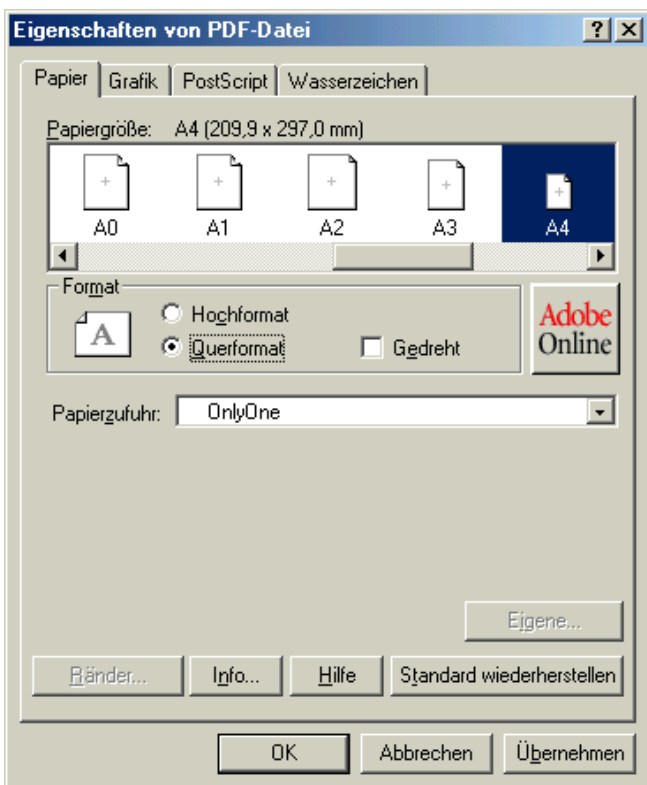 Eigenschaften von PDF-Datei
Papier Grafik PostScript Wasserzeichen
Papiergröße: A4 (209,9 x 297,0 mm)
A0 A1 A2 A3 A4
Format
A
Hochformat
Querformat Gedreht
Adobe
Online
Papierzufuhr: OnlyOne
Eigene...
Ränder... Info... Hilfe Standard wiederherstellen
OK Abbrechen Übernehmen